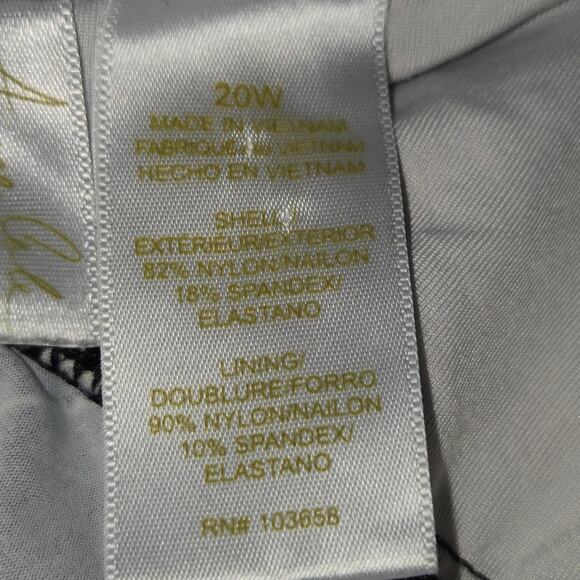 20W
MADE IN VIETNAM
FABRIQUE AU VIETNAM
HECHO EN VIETNAM
SHELL/
EXTÉRIEUR/EXTERIOR
82% NYLON/NAILON
18% SPANDEX/
ELASTANO
LINING/
DOUBLURE/FORRO
90% NYLON/NAILON
10% SPANDEX/
ELASTANO
RN# 103658